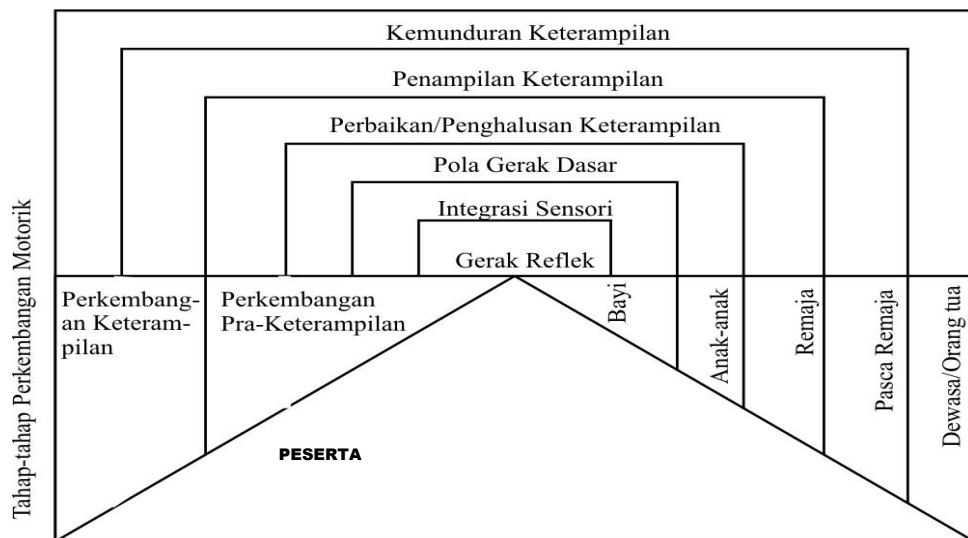 Kemunduran Keterampilan
Penampilan Keterampilan
Perbaikan/Penghalusan Keterampilan
Pola Gerak Dasar
Integrasi Sensori
Gerak Reflek
Tahap-tahap Perkembangan Motorik
Perkembang-
an Keteram-
pilan
Perkembangan
Pra-Keterampilan
Bayi
Anak-anak
Remaja
Pasca Remaja
Dewasa/Orang tua
PESERTA